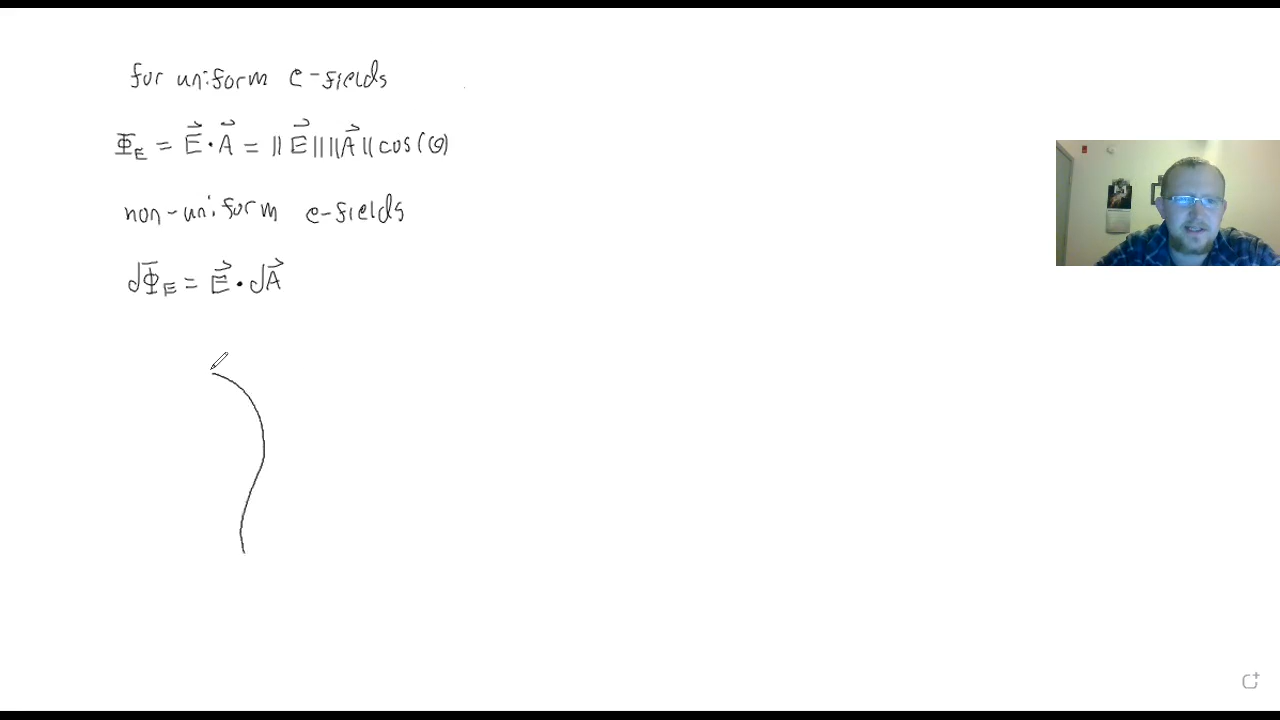 for uniform e-fields
Φ_E = E⃗ · A⃗ = ||E⃗|| ||A⃗|| cos(θ)
non-uniform e-fields
dΦ_E = E⃗ · dA⃗